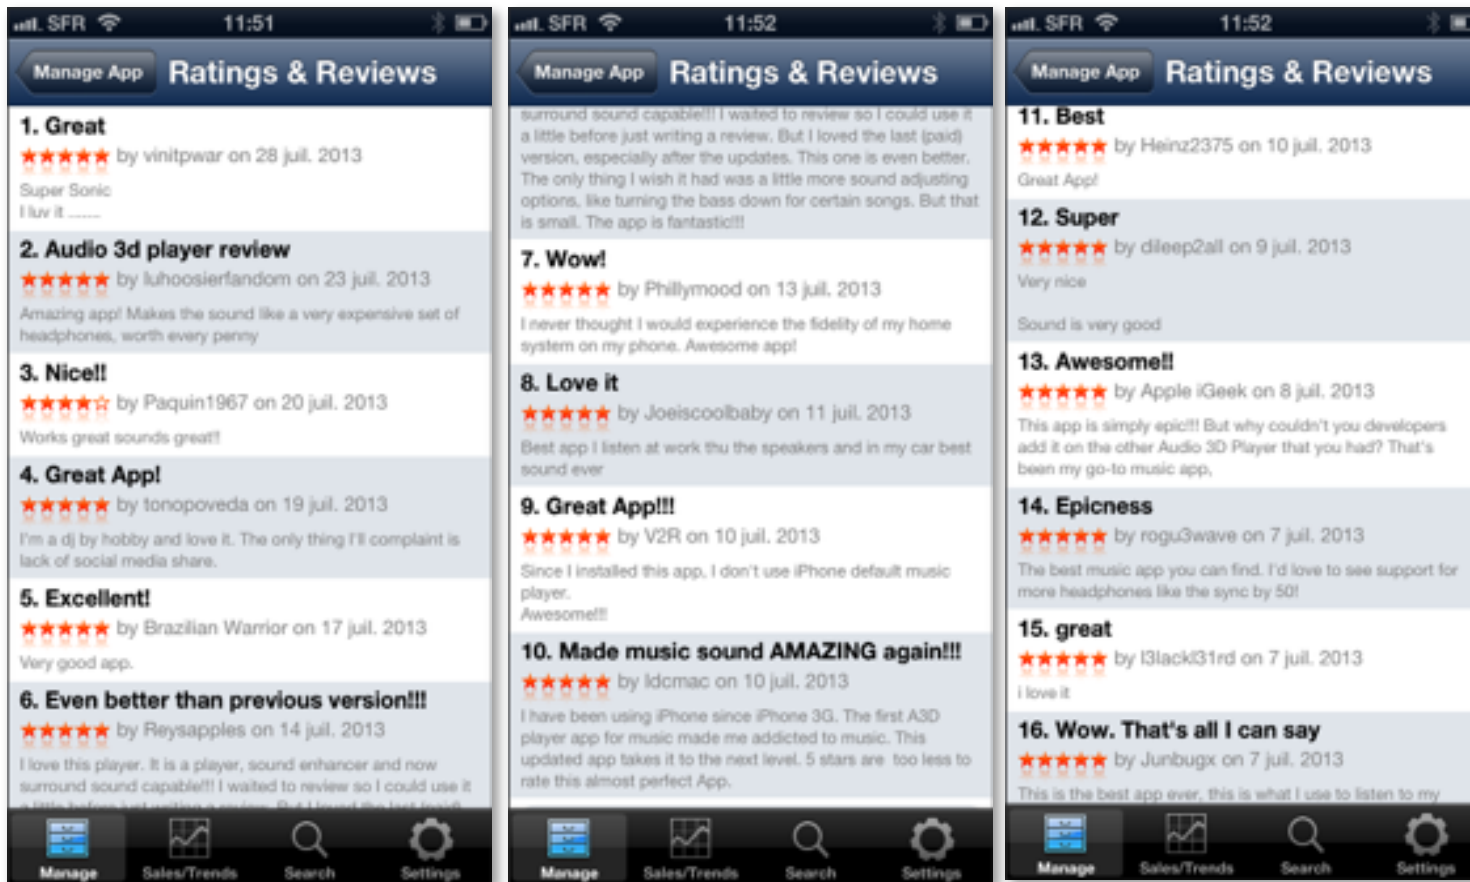 SFR 11:51
Manage App Ratings & Reviews
1. Great
by vinitpwar on 28 juil. 2013
Super Sonic
I luv it ........
2. Audio 3d player review
by Iuhoosierfandom on 23 juil. 2013
Amazing app! Makes the sound like a very expensive set of
headphones, worth every penny
3. Nice!!
by Paquin1967 on 20 juil. 2013
Works great sounds great!!
4. Great App!
by tonopoveda on 19 juil. 2013
I'm a dj by hobby and love it. The only thing I'll complaint is
lack of social media share.
5. Excellent!
by Brazilian Warrior on 17 juil. 2013
Very good app.
6. Even better than previous version!!!
by Reysapples on 14 juil. 2013
I love this player. It is a player, sound enhancer and now
surround sound capable!!! I waited to review so I could use it
a little before just writing a review. But I loved the last (paid)
Manage Sales/Trends Search Settings
SFR 11:52
Manage App Ratings & Reviews
surround sound capable!!! I waited to review so I could use it
a little before just writing a review. But I loved the last (paid)
version, especially after the updates. This one is even better.
The only thing I wish it had was a little more sound adjusting
options, like turning the bass down for certain songs. But that
is small. The app is fantastic!!!
7. Wow!
by Phillymood on 13 juil. 2013
I never thought I would experience the fidelity of my home
system on my phone. Awesome app!
8. Love it
by Joeiscoolbaby on 11 juil. 2013
Best app I listen at work thu the speakers and in my car best
sound ever
9. Great App!!!
by V2R on 10 juil. 2013
Since I installed this app, I don't use iPhone default music
player.
Awesome!!!
10. Made music sound AMAZING again!!!
by Idcmac on 10 juil. 2013
I have been using iPhone since iPhone 3G. The first A3D
player app for music made me addicted to music. This
updated app takes it to the next level. 5 stars are too less to
rate this almost perfect App.
Manage Sales/Trends Search Settings
SFR 11:52
Manage App Ratings & Reviews
11. Best
by Heinz2375 on 10 juil. 2013
Great App!
12. Super
by dileep2all on 9 juil. 2013
Very nice
Sound is very good
13. Awesome!!
by Apple iGeek on 8 juil. 2013
This app is simply epic!!! But why couldn't you developers
add it on the other Audio 3D Player that you had? That's
been my go-to music app,
14. Epicness
by rogu3wave on 7 juil. 2013
The best music app you can find. I'd love to see support for
more headphones like the sync by 50!
15. great
by l3lackl31rd on 7 juil. 2013
i love it
16. Wow. That's all I can say
by Junbugx on 7 juil. 2013
This is the best app ever, this is what I use to listen to my
Manage Sales/Trends Search Settings